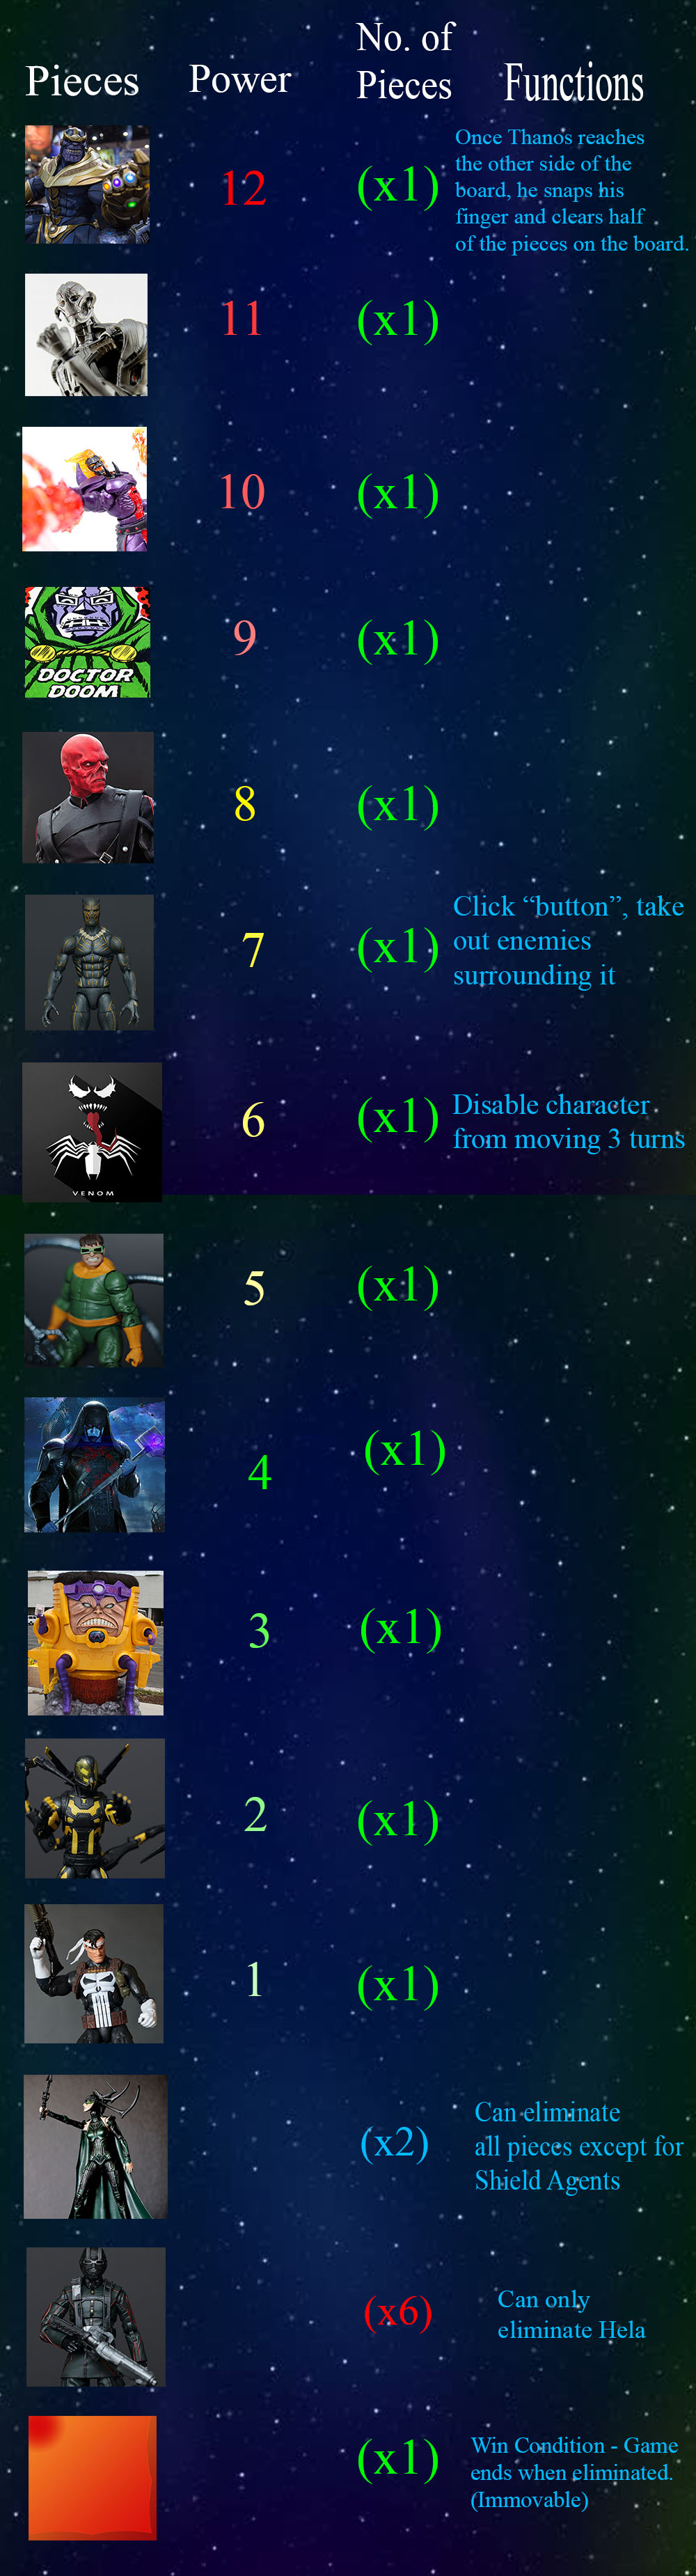 No. of
Pieces Power Pieces Functions
Once Thanos reaches
the other side of the
board, he snaps his
finger and clears half
of the pieces on the board.
12 (x1)
11 (x1)
10 (x1)
DOCTOR
DOOM
9 (x1)
8 (x1)
7 (x1)
Click “button”, take
out enemies
surrounding it
VENOM
6 (x1)
Disable character
from moving 3 turns
5 (x1)
4 (x1)
3 (x1)
2 (x1)
1 (x1)
(x2)
Can eliminate
all pieces except for
Shield Agents
(x6)
Can only
eliminate Hela
(x1)
Win Condition - Game
ends when eliminated.
(Immovable)